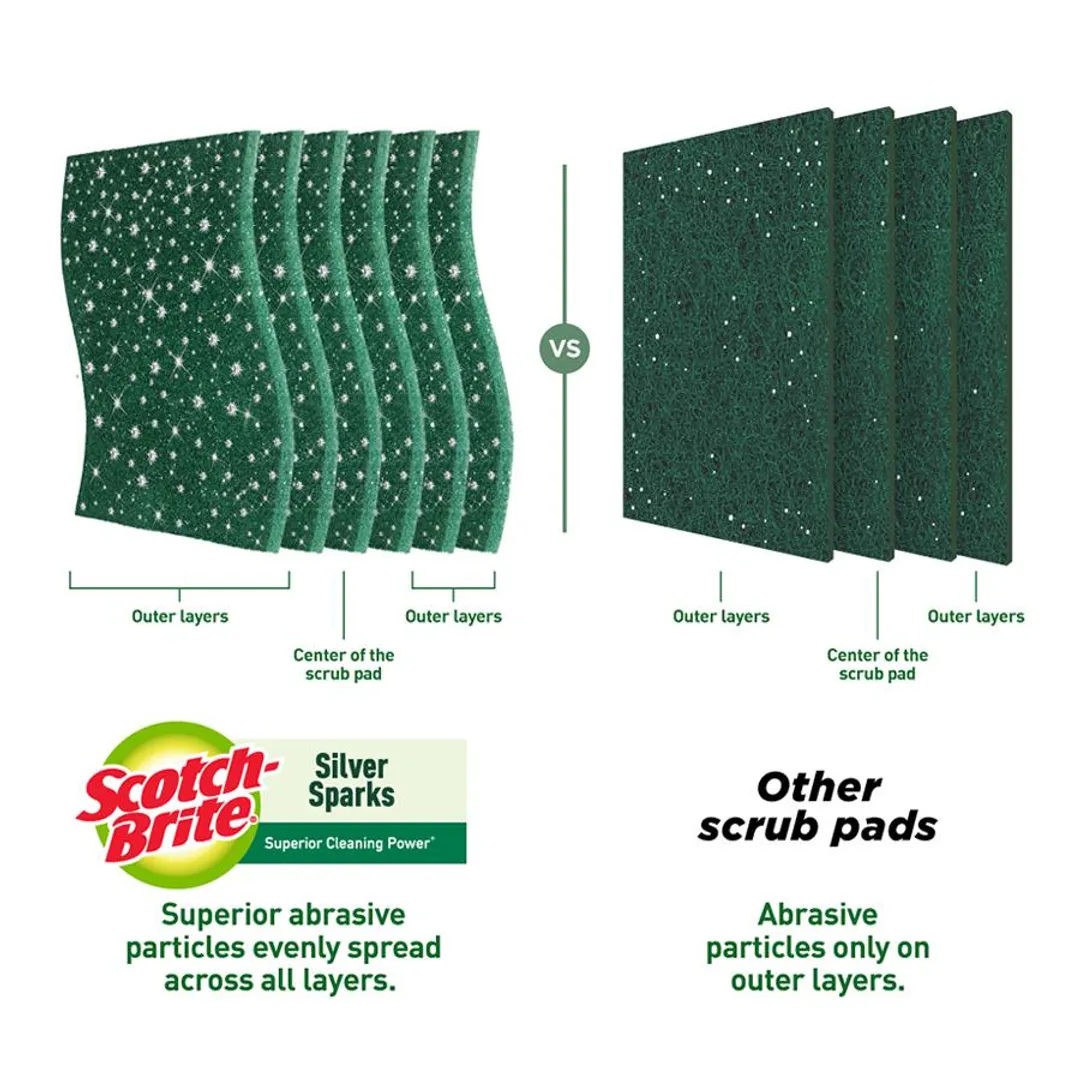 VS
Outer layers
Center of the
scrub pad
Outer layers
Outer layers
Center of the
scrub pad
Outer layers
Scotch-
Brite
Silver
Sparks
Superior Cleaning Power*
Superior abrasive
particles evenly spread
across all layers.
Other
scrub pads
Abrasive
particles only on
outer layers.